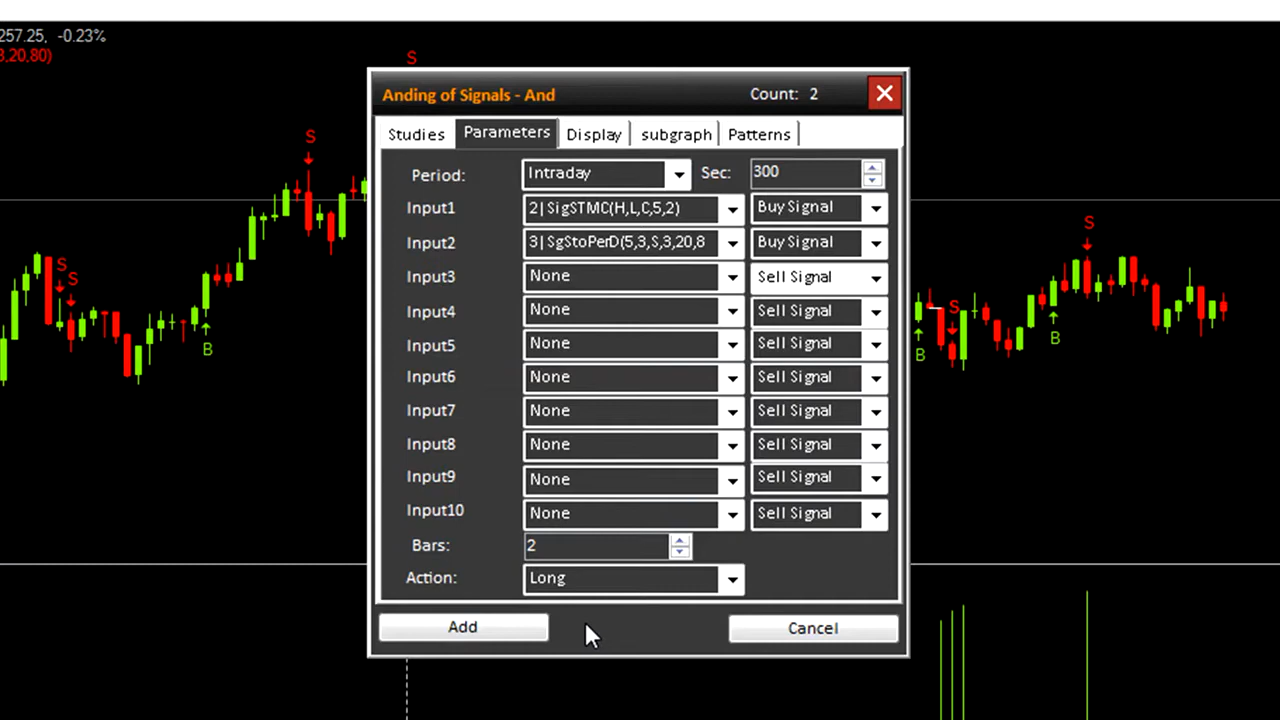 257.25, -0.23%
3,20,80)
S
Anding of Signals - And Count: 2
Studies Parameters Display subgraph Patterns
Period: Intraday Sec: 300
Input1 2| SigSTMC(H,L,C,5,2) Buy Signal
Input2 3| SgStoPerD(5,3,S,3,20,8 Buy Signal
Input3 None Sell Signal
Input4 None Sell Signal
Input5 None Sell Signal
Input6 None Sell Signal
Input7 None Sell Signal
Input8 None Sell Signal
Input9 None Sell Signal
Input10 None Sell Signal
Bars: 2
Action: Long
Add Cancel
S
S
S
B
S
S
B
B